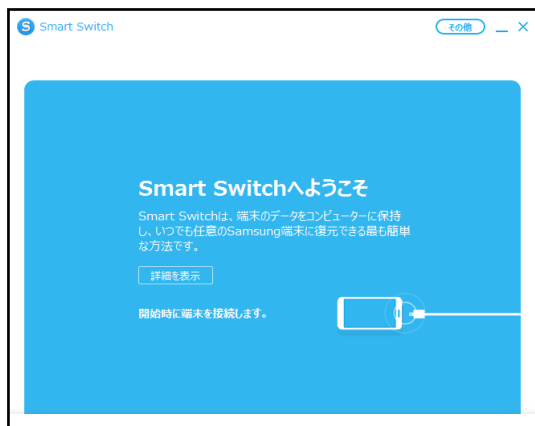 S Smart Switch
その他
Smart Switchへようこそ
Smart Switchは、端末のデータをコンピューターに保持
し、いつでも任意のSamsung端末に復元できる最も簡単
な方法です。
詳細を表示
開始時に端末を接続します。